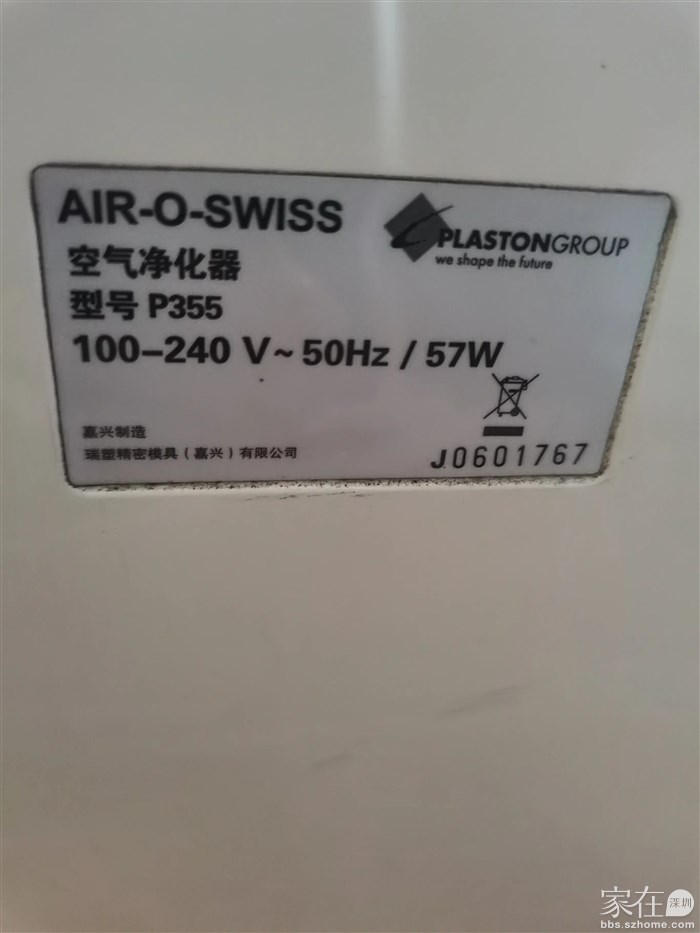 AIR-O-SWISS
PLASTONGROUP
we shape the future
空气净化器
型号 P355
100-240 V~50Hz / 57W
嘉兴制造
瑞塑精密模具（嘉兴）有限公司
J0601767
家在深圳
bbs.szhome.com